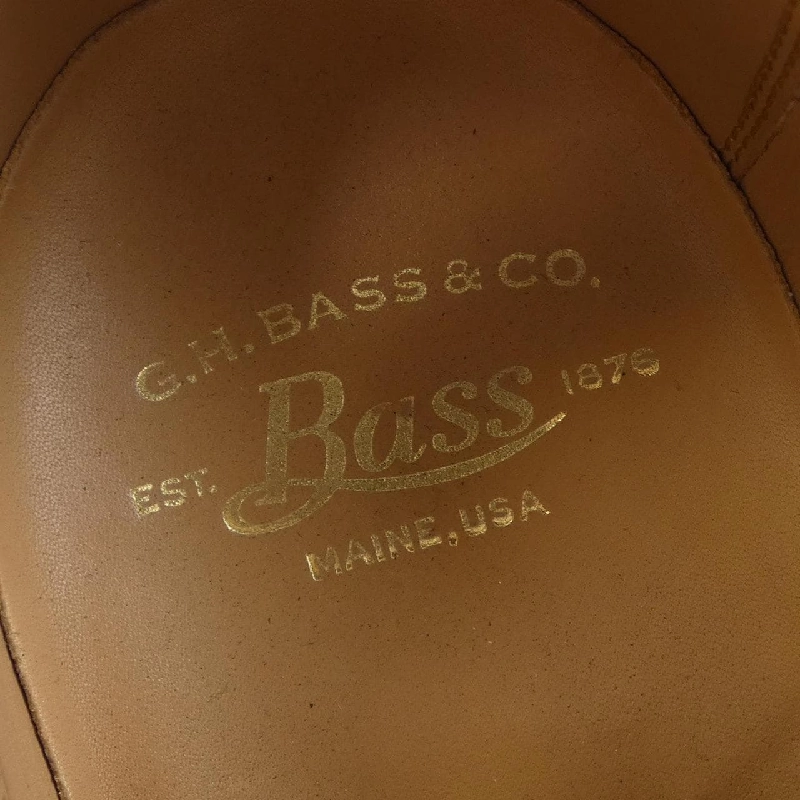 G.H. BASS & CO.
EST. Bass 1876
MAINE, USA